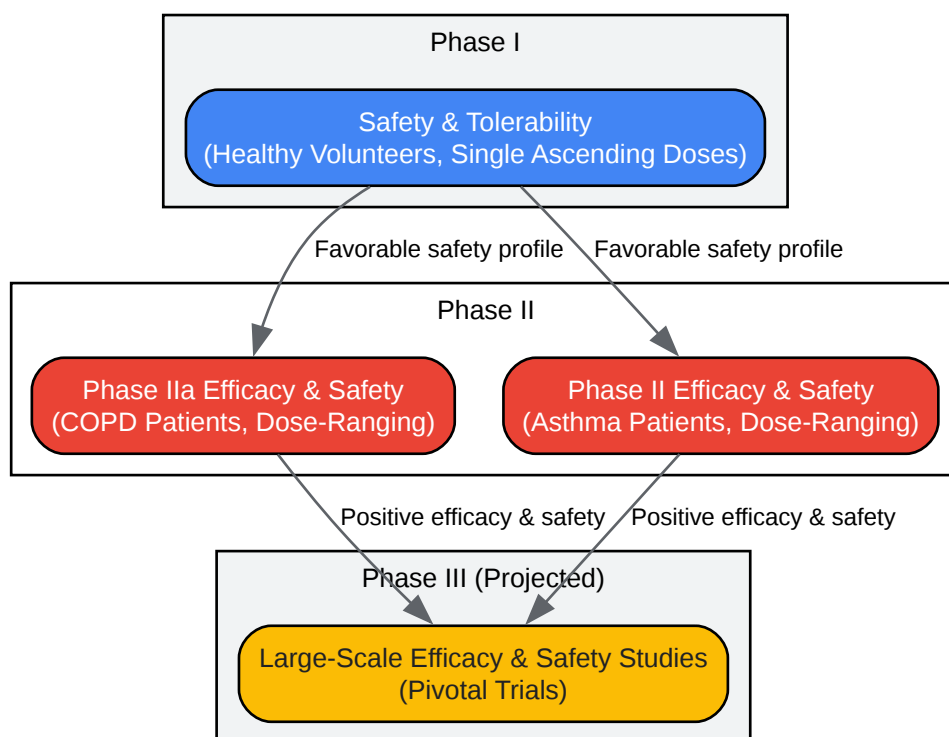 Phase I
Safety & Tolerability
(Healthy Volunteers, Single Ascending Doses)
Favorable safety profile
Favorable safety profile
Phase II
Phase IIa Efficacy & Safety
(COPD Patients, Dose-Ranging)
Phase II Efficacy & Safety
(Asthma Patients, Dose-Ranging)
Positive efficacy & safety
Positive efficacy & safety
Phase III (Projected)
Large-Scale Efficacy & Safety Studies
(Pivotal Trials)